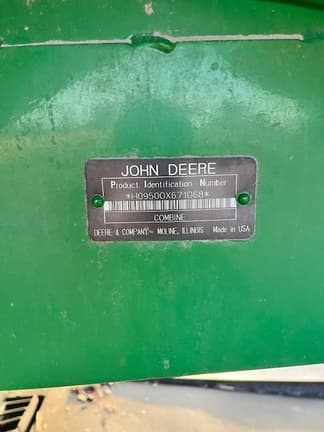 JOHN DEERE
Product Identification Number
*H09500X671068*
COMBINE
DEERE & COMPANY MOLINE, ILLINOIS Made in USA